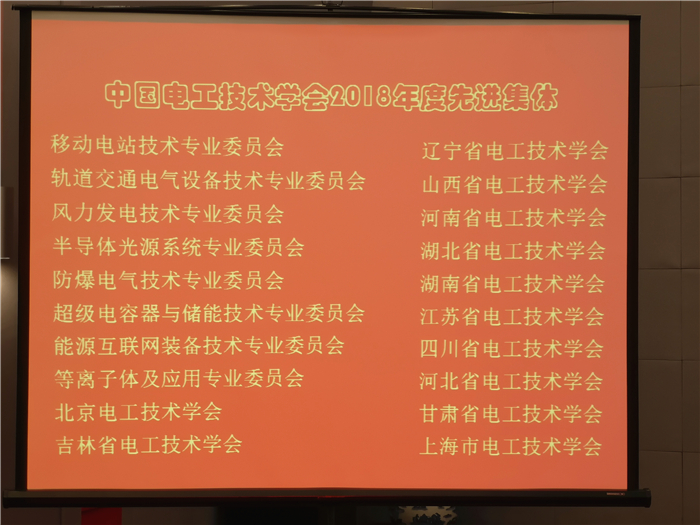 中国电工技术学会2018年度先进集体
移动电站技术专业委员会
轨道交通电气设备技术专业委员会
风力发电技术专业委员会
半导体光源系统专业委员会
防爆电气技术专业委员会
超级电容器与储能技术专业委员会
能源互联网装备技术专业委员会
等离子体及应用专业委员会
北京电工技术学会
吉林省电工技术学会
辽宁省电工技术学会
山西省电工技术学会
河南省电工技术学会
湖北省电工技术学会
湖南省电工技术学会
江苏省电工技术学会
四川省电工技术学会
河北省电工技术学会
甘肃省电工技术学会
上海市电工技术学会